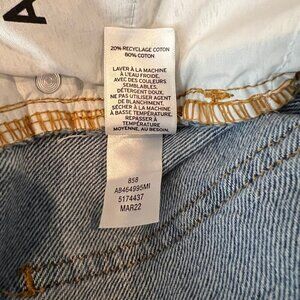 A
20% RECYCLAGE COTON
80% COTON
LAVER À LA MACHINE
À L'EAU FROIDE,
AVEC DES COULEURS
SEMBLABLES.
DÉTERGENT DOUX.
NE PAS UTILISER AGENT
DE BLANCHIMENT.
SÉCHER À LA MACHINE
À BASSE TEMPÉRATURE.
REPASSER À
TEMPÉRATURE
MOYENNE, AU BESOIN.
858
AB464995MI
5174437
MAR22